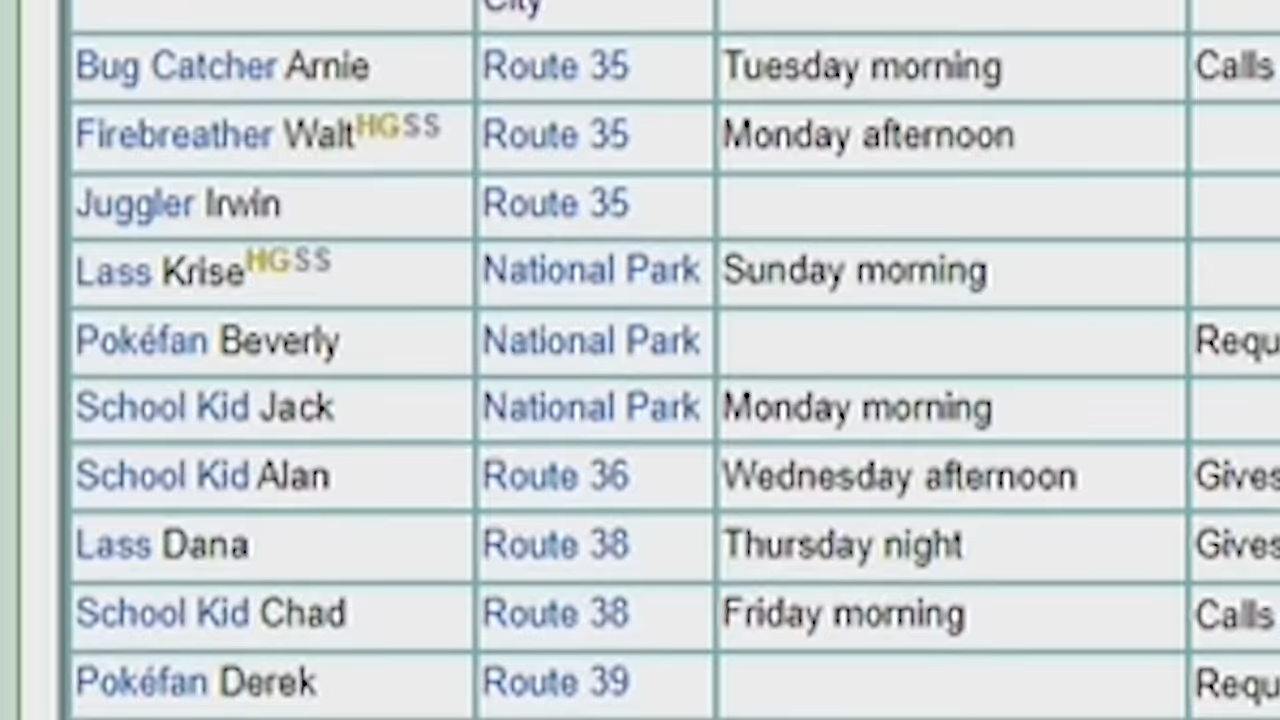 City
Bug Catcher Arnie Route 35 Tuesday morning Calls
Firebreather WaltHGSS Route 35 Monday afternoon
Juggler Irwin Route 35
Lass KriseHGSS National Park Sunday morning
Pokéfan Beverly National Park Requ
School Kid Jack National Park Monday morning
School Kid Alan Route 36 Wednesday afternoon Gives
Lass Dana Route 38 Thursday night Gives
School Kid Chad Route 38 Friday morning Calls
Pokéfan Derek Route 39 Requ